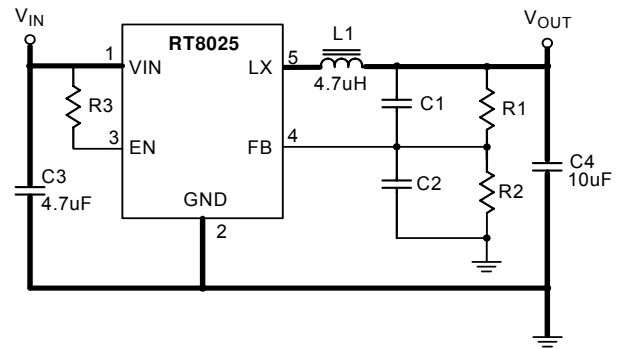 VIN
VOUT
RT8025
L1
1
VIN
LX
5
4.7uH
R3
C1
R1
3
EN
FB
4
C3
4.7uF
C2
R2
C4
10uF
GND
2